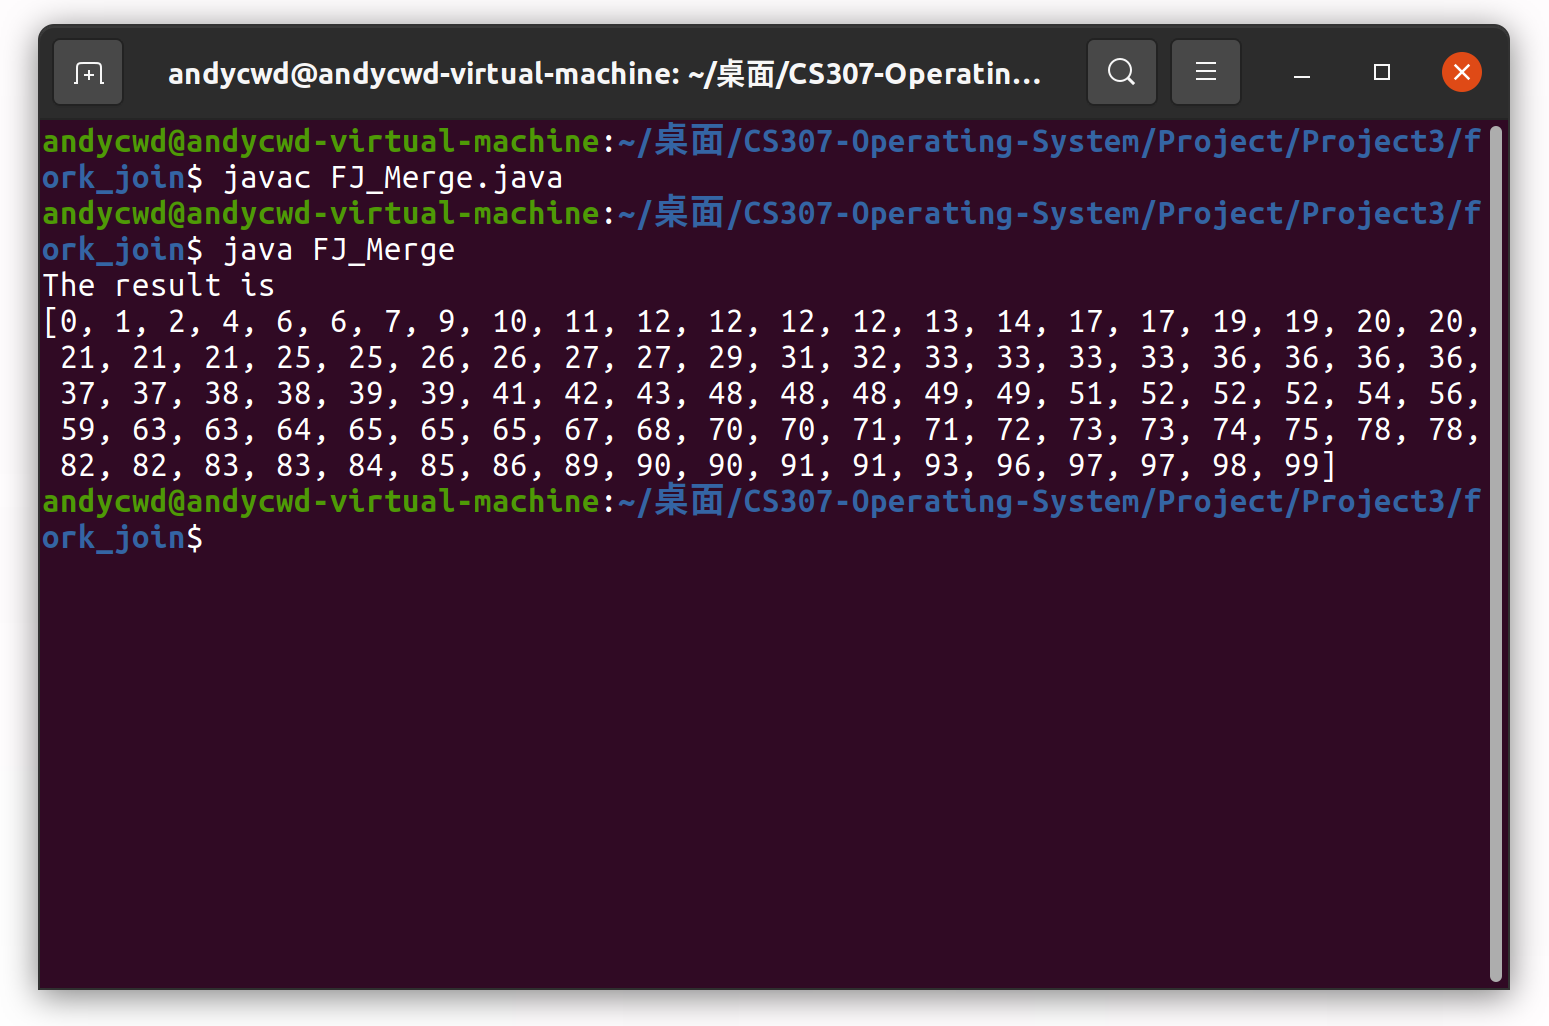 andycwd@andycwd-virtual-machine: ~/桌面/CS307-Operatin...
andycwd@andycwd-virtual-machine:~/桌面/CS307-Operating-System/Project/Project3/f
ork_join$ javac FJ_Merge.java
andycwd@andycwd-virtual-machine:~/桌面/CS307-Operating-System/Project/Project3/f
ork_join$ java FJ_Merge
The result is
[0, 1, 2, 4, 6, 6, 7, 9, 10, 11, 12, 12, 12, 12, 13, 14, 17, 17, 19, 19, 20, 20,
21, 21, 21, 25, 25, 26, 26, 27, 27, 29, 31, 32, 33, 33, 33, 33, 36, 36, 36, 36,
37, 37, 38, 38, 39, 39, 41, 42, 43, 48, 48, 48, 49, 49, 51, 52, 52, 52, 54, 56,
59, 63, 63, 64, 65, 65, 65, 67, 68, 70, 70, 71, 71, 72, 73, 73, 74, 75, 78, 78,
82, 82, 83, 83, 84, 85, 86, 89, 90, 90, 91, 91, 93, 96, 97, 97, 98, 99]
andycwd@andycwd-virtual-machine:~/桌面/CS307-Operating-System/Project/Project3/f
ork_join$